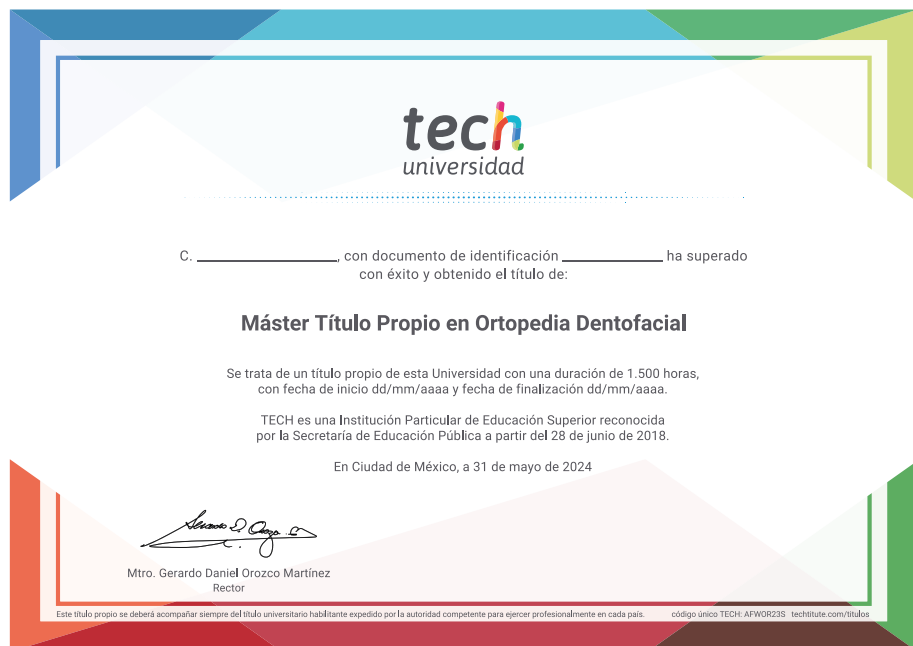 tech
universidad
C. ____________________, con documento de identificación ______________ ha superado
con éxito y obtenido el título de:
Máster Título Propio en Ortopedia Dentofacial
Se trata de un título propio de esta Universidad con una duración de 1.500 horas,
con fecha de inicio dd/mm/aaaa y fecha de finalización dd/mm/aaaa.
TECH es una Institución Particular de Educación Superior reconocida
por la Secretaría de Educación Pública a partir del 28 de junio de 2018.
En Ciudad de México, a 31 de mayo de 2024
Mtro. Gerardo Daniel Orozco Martínez
Rector
Este título propio se deberá acompañar siempre del título universitario habilitante expedido por la autoridad competente para ejercer profesionalmente en cada país. código único TECH: AFWOR23S techtitute.com/titulos